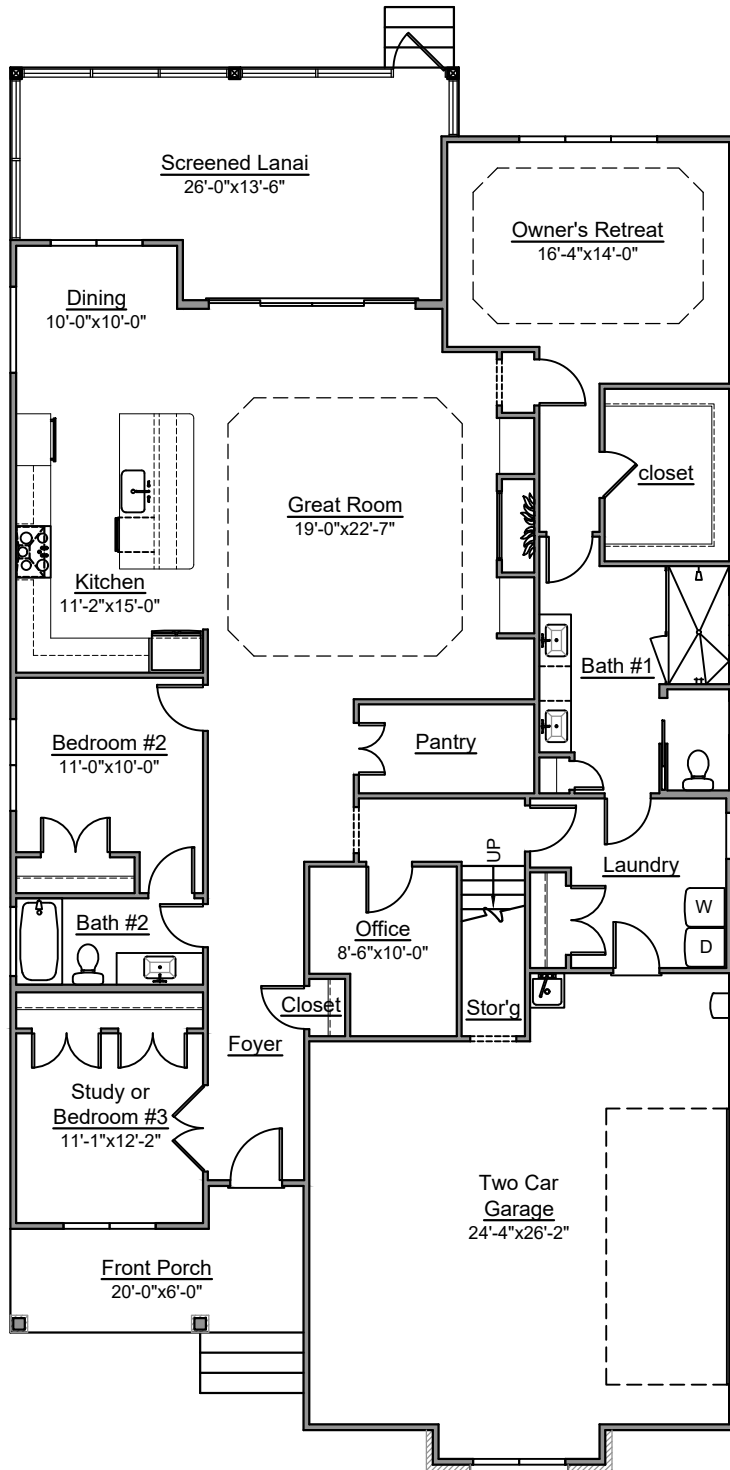 Screened Lanai
26'-0"x13'-6"
Owner's Retreat
16'-4"x14'-0"
Dining
10'-0"x10'-0"
closet
Great Room
19'-0"x22'-7"
Kitchen
11'-2"x15'-0"
Bath #1
Bedroom #2
11'-0"x10'-0"
Pantry
UP
Laundry
W
D
Bath #2
Office
8'-6"x10'-0"
Closet
Stor'g
Foyer
Study or
Bedroom #3
11'-1"x12'-2"
Two Car
Garage
24'-4"x26'-2"
Front Porch
20'-0"x6'-0"